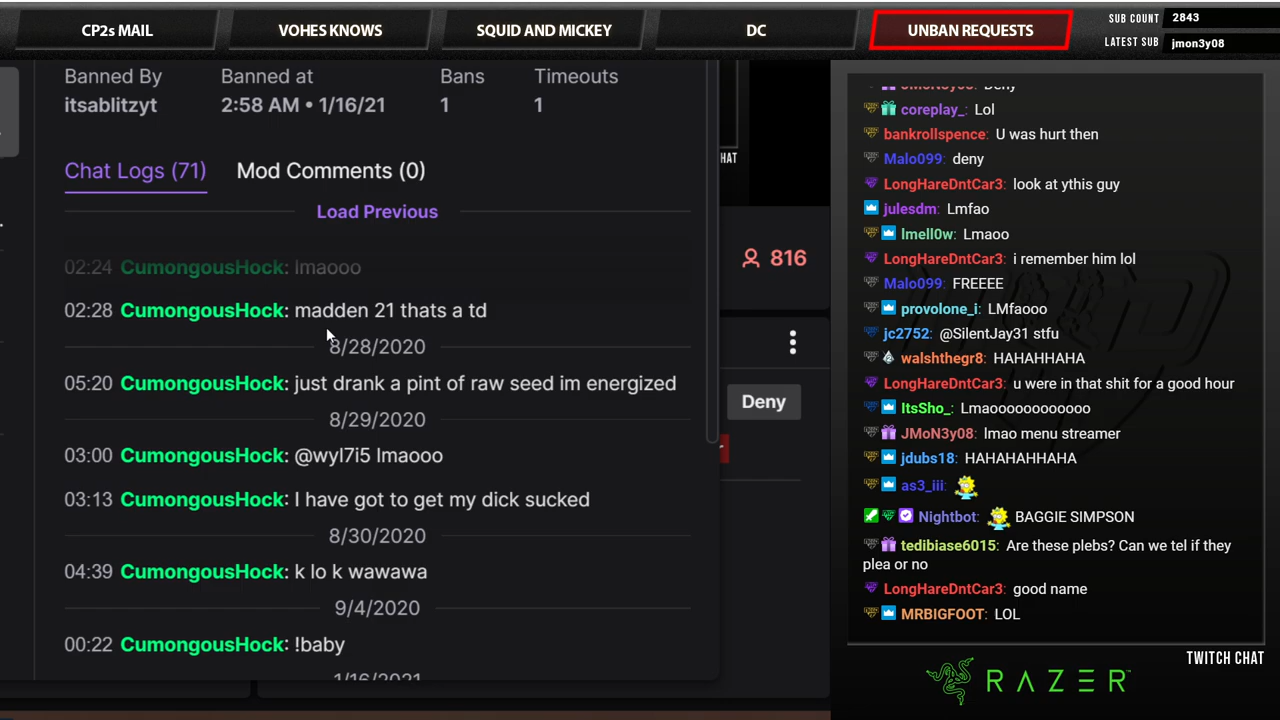 CP2s MAIL
VOHES KNOWS
SQUID AND MICKEY
DC
UNBAN REQUESTS
SUB COUNT 2843
LATEST SUB jmon3y08
Banned By
Banned at
Bans
Timeouts
itsablitzyt
2:58 AM • 1/16/21
1
1
Chat Logs (71)
Mod Comments (0)
Load Previous
02:24 CumongousHock: lmaooo
02:28 CumongousHock: madden 21 thats a td
8/28/2020
05:20 CumongousHock: just drank a pint of raw seed im energized
8/29/2020
03:00 CumongousHock: @wyl7i5 lmaooo
03:13 CumongousHock: I have got to get my dick sucked
8/30/2020
04:39 CumongousHock: k lo k wawawa
9/4/2020
00:22 CumongousHock: !baby
1/16/2021
HAT
816
Deny
JMoN3y08: Deny
coreplay_: Lol
bankrollspence: U was hurt then
Malo099: deny
LongHareDntCar3: look at ythis guy
julesdm: Lmfao
lmell0w: Lmaoo
LongHareDntCar3: i remember him lol
Malo099: FREEEE
provolone_i: LMfaooo
jc2752: @SilentJay31 stfu
walshthegr8: HAHAHHAHA
LongHareDntCar3: u were in that shit for a good hour
ItsSho_: Lmaoooooooooooo
JMoN3y08: lmao menu streamer
jdubs18: HAHAHAHHAHA
as3_iii:
Nightbot: BAGGIE SIMPSON
tedibiase6015: Are these plebs? Can we tel if they
plea or no
LongHareDntCar3: good name
MRBIGFOOT: LOL
TWITCH CHAT
RAZER